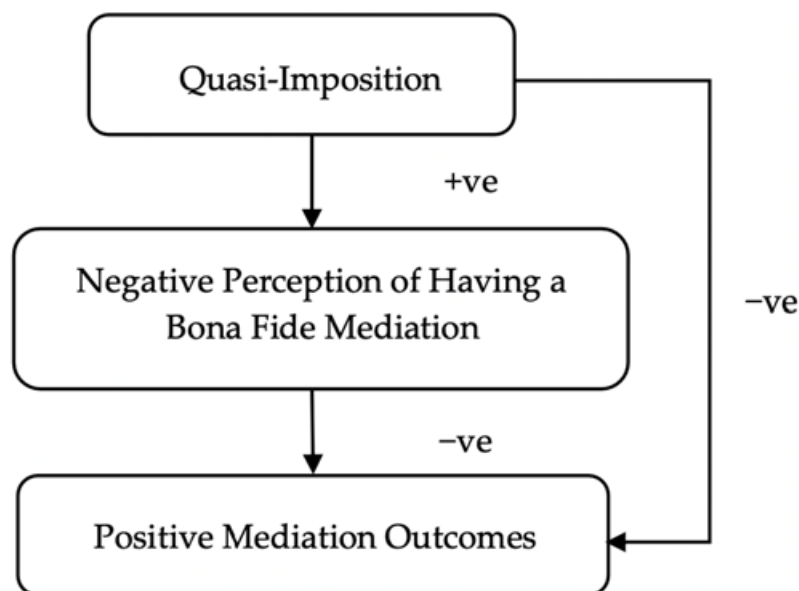 Quasi-Imposition
+ve
Negative Perception of Having a
Bona Fide Mediation
−ve
−ve
Positive Mediation Outcomes